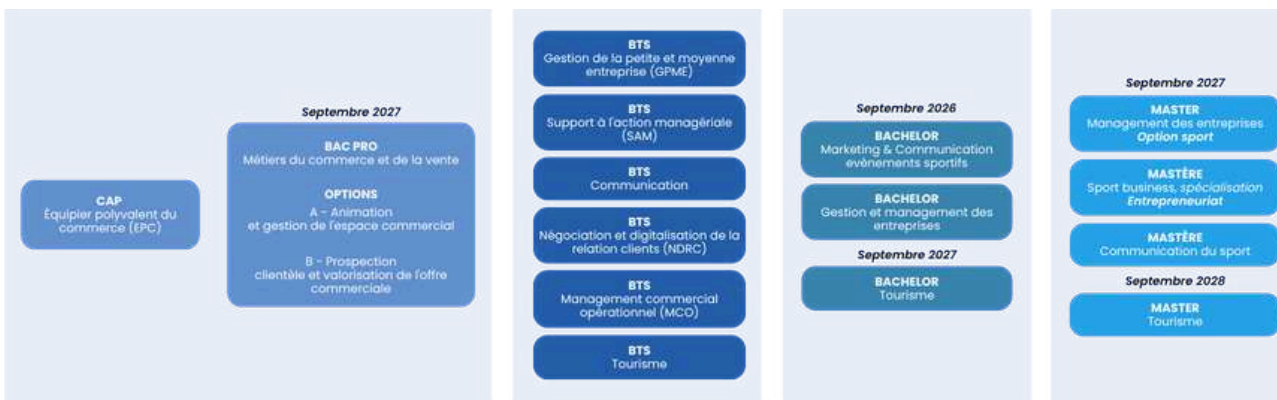 CAP
Équipier polyvalent du
commerce (EPC)
Septembre 2027
BAC PRO
Métiers du commerce et de la vente
OPTIONS
A - Animation
et gestion de l'espace commercial
B - Prospection
clientèle et valorisation de l'offre
commerciale
BTS
Gestion de la petite et moyenne
entreprise (GPME)
BTS
Support à l'action managériale
(SAM)
BTS
Communication
BTS
Négociation et digitalisation de la
relation clients (NDRC)
BTS
Management commercial
opérationnel (MCO)
BTS
Tourisme
Septembre 2026
BACHELOR
Marketing & Communication
evènements sportifs
BACHELOR
Gestion et management des
entreprises
Septembre 2027
BACHELOR
Tourisme
Septembre 2027
MASTER
Management des entreprises
Option sport
MASTÈRE
Sport business, spécialisation
Entrepreneuriat
MASTÈRE
Communication du sport
Septembre 2028
MASTER
Tourisme